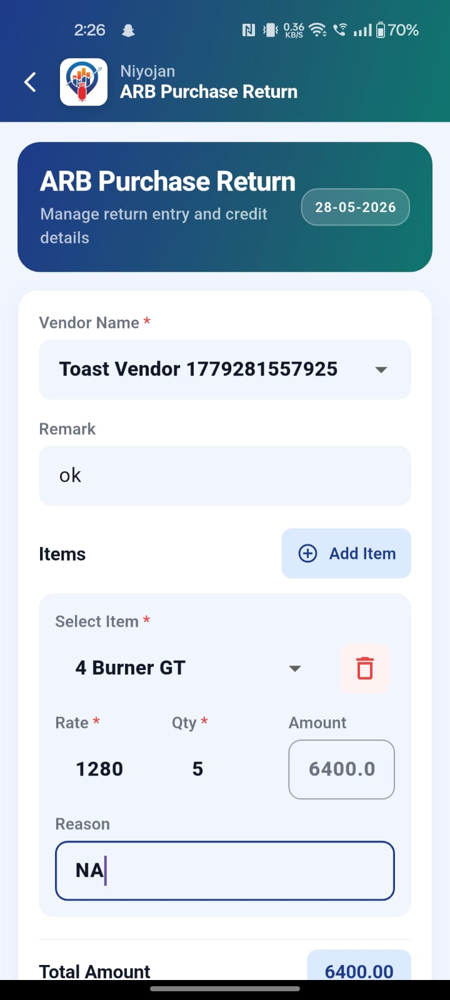 2:26
0.36
KB/S
70%
Niyojan
ARB Purchase Return
ARB Purchase Return
Manage return entry and credit
details
28-05-2026
Vendor Name *
Toast Vendor 1779281557925
Remark
ok
Items
Add Item
Select Item *
4 Burner GT
Rate * Qty * Amount
1280 5 6400.0
Reason
NA
Total Amount 6400.00